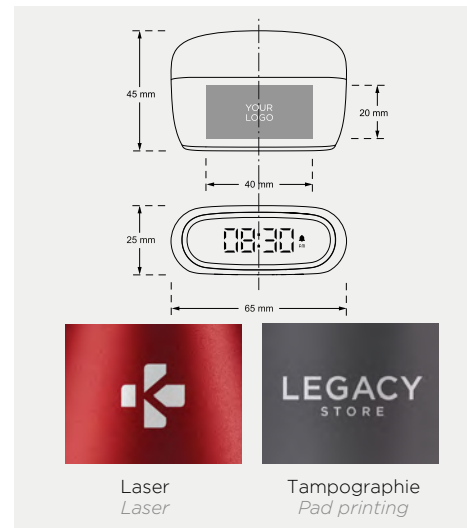 45 mm
YOUR
LOGO
20 mm
40 mm
08:30
25 mm
65 mm
LEGACY
STORE
Laser
Laser
Tampographie
Pad printing